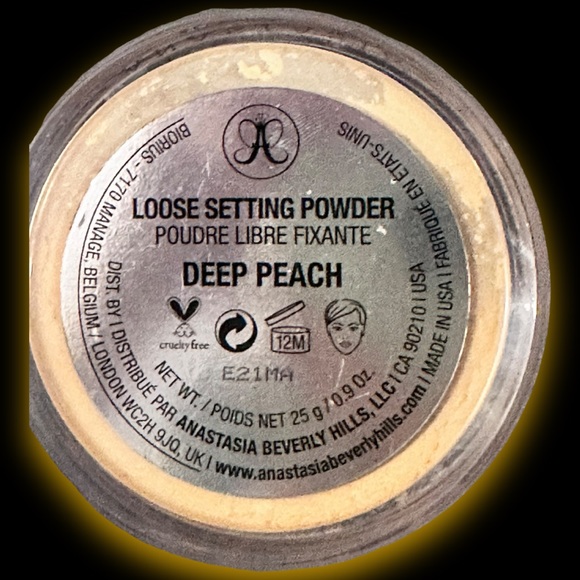 LOOSE SETTING POWDER
POUDRE LIBRE FIXANTE
DEEP PEACH
cruelty free
12M
E21MA
NET WT. / POIDS NET 25 g / 0.9 Oz.
DIST. BY I DISTRIBUÉ PAR ANASTASIA BEVERLY HILLS, LLC I CA 90210 I USA
BIORIUS - 7170 MANAGE, BELGIUM / LONDON WC2H 9JQ, UK I www.anastasiabeverlyhills.com I MADE IN USA I FABRIQUÉ EN ÉTATS-UNIS